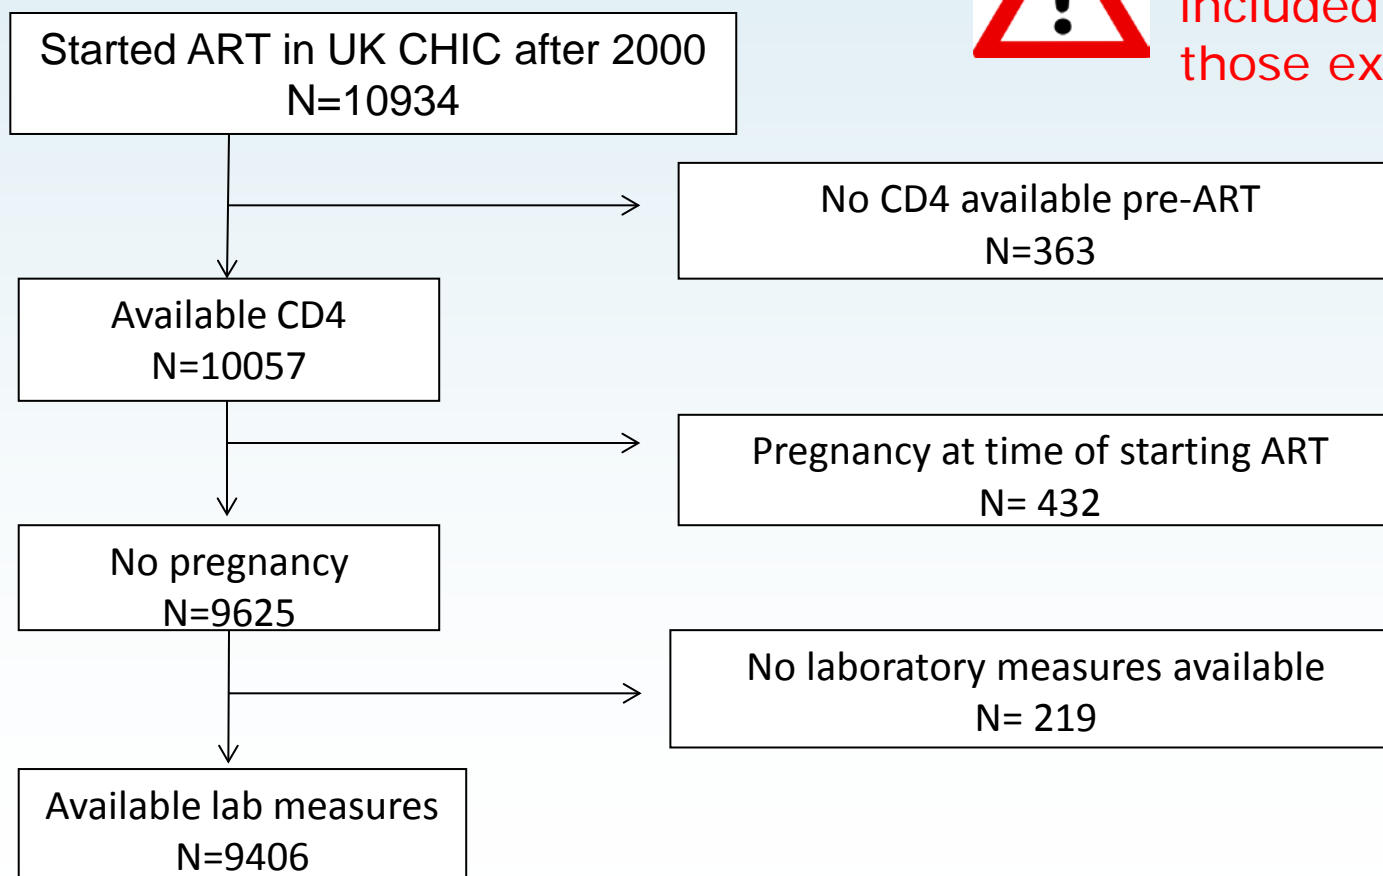 included
those ex
Started ART in UK CHIC after 2000
N=10934
No CD4 available pre-ART
N=363
Available CD4
N=10057
Pregnancy at time of starting ART
N= 432
No pregnancy
N=9625
No laboratory measures available
N= 219
Available lab measures
N=9406